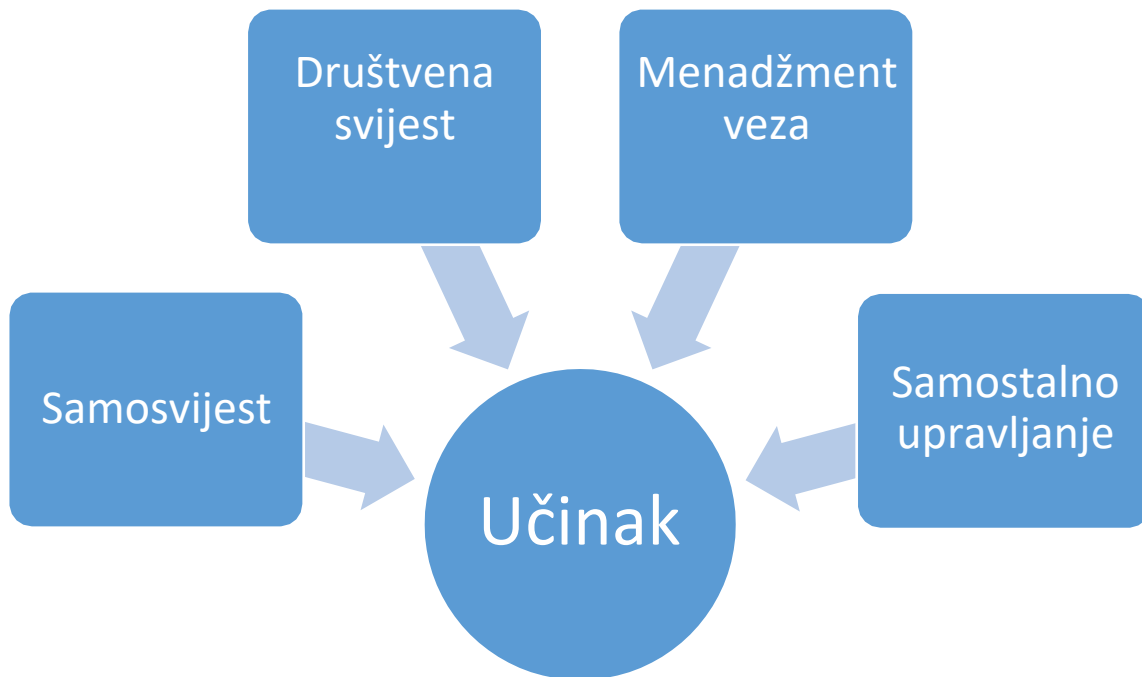 Društvena
svijest
Menadžment
veza
Samosvijest
Samostalno
upravljanje
Učinak